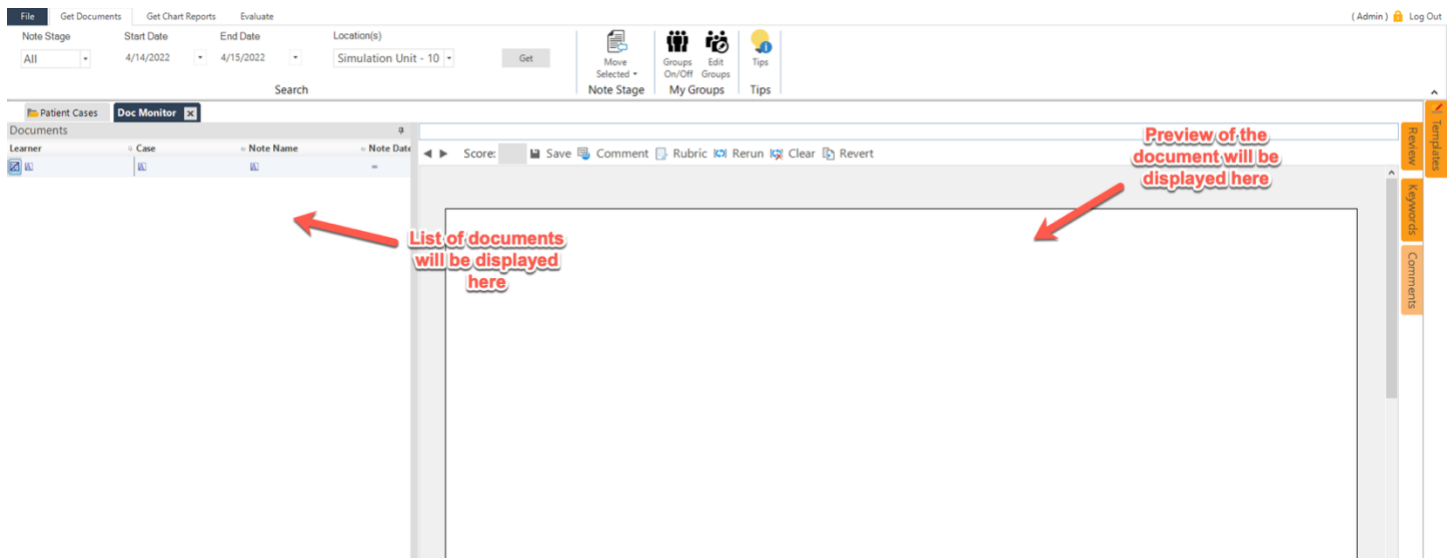 File Get Documents Get Chart Reports Evaluate ( Admin ) Log Out
Note Stage Start Date End Date Location(s)
All 4/14/2022 4/15/2022 Simulation Unit - 10 Get
Move Selected
Groups On/Off
Edit Groups
Tips
Search Note Stage My Groups Tips
Patient Cases Doc Monitor
Documents
Learner Case Note Name Note Date
Score: Save Comment Rubric Rerun Clear Revert
Preview of the
document will be
displayed here
List of documents
will be displayed
here
Review
Keywords
Comments
Templates